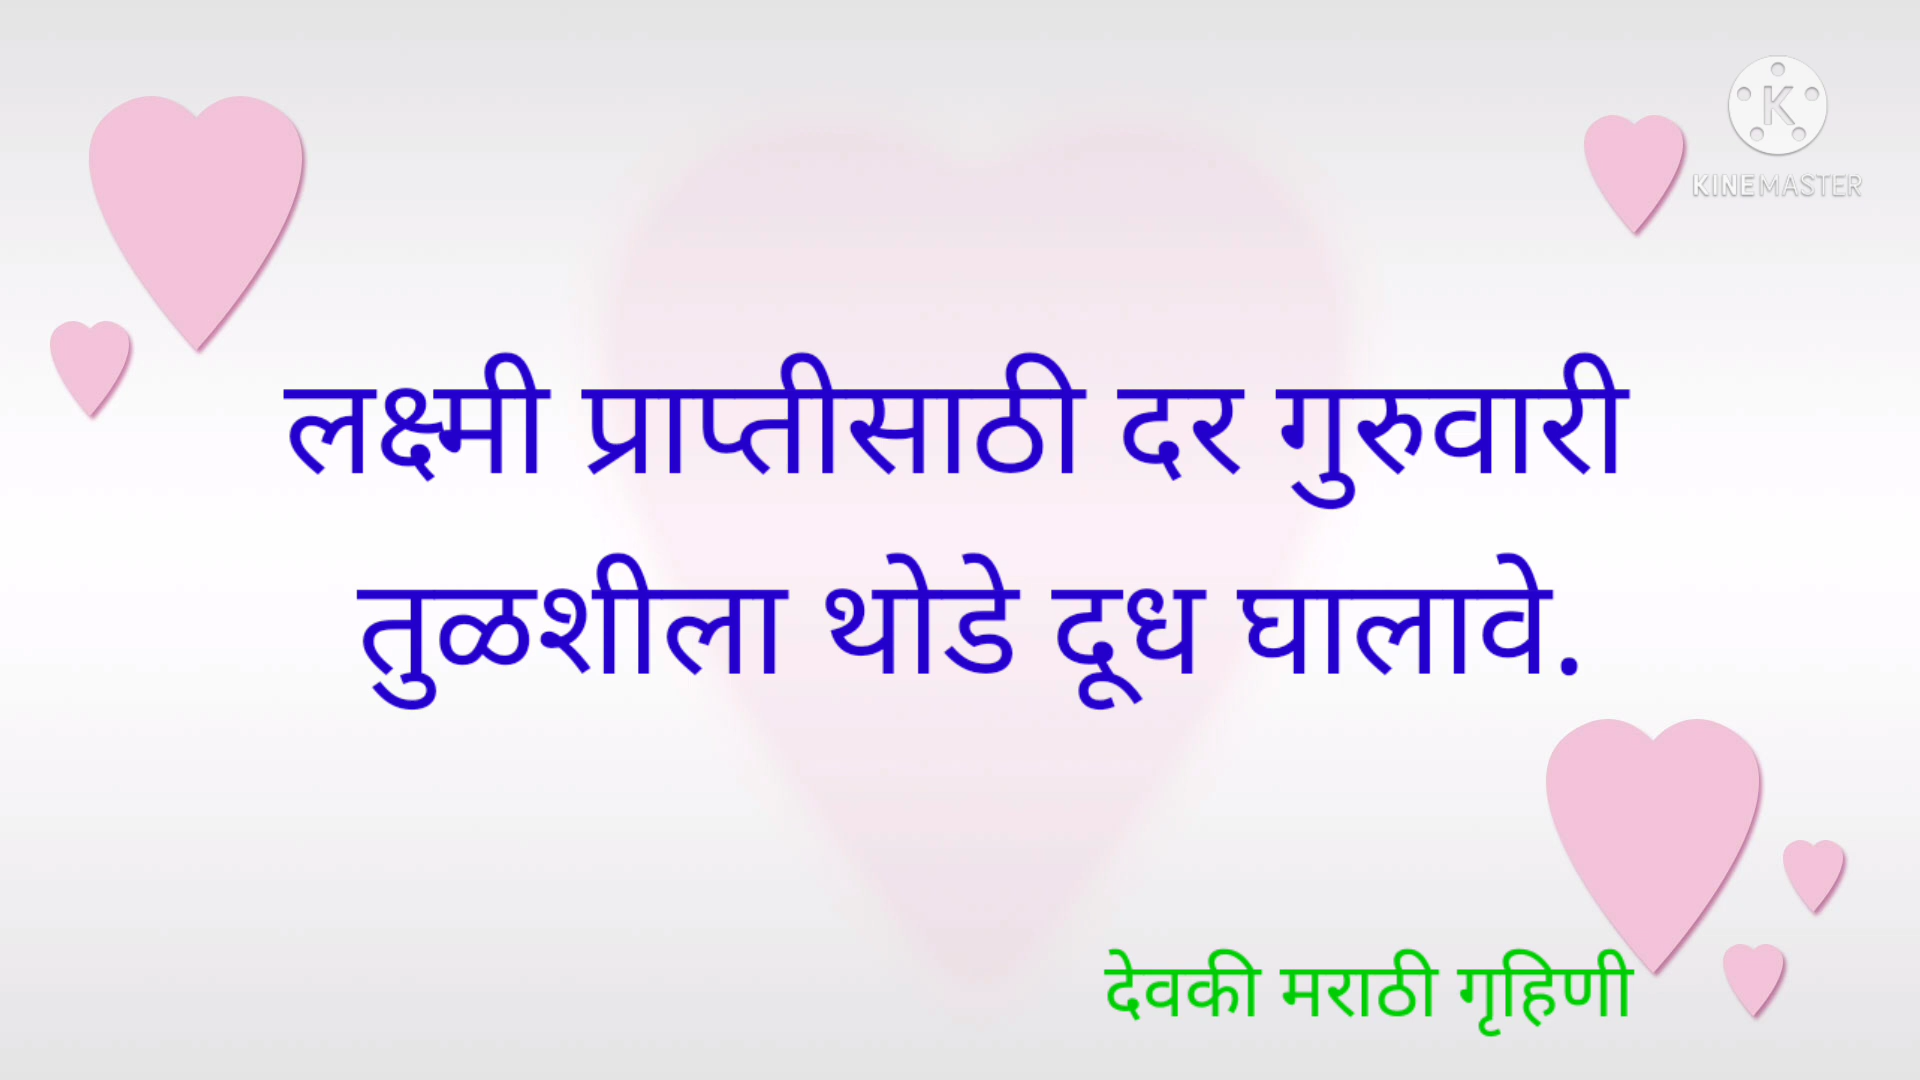 KINEMASTER
लक्ष्मी प्राप्तीसाठी दर गुरुवारी
तुळशीला थोडे दूध घालावे.
देवकी मराठी गृहिणी